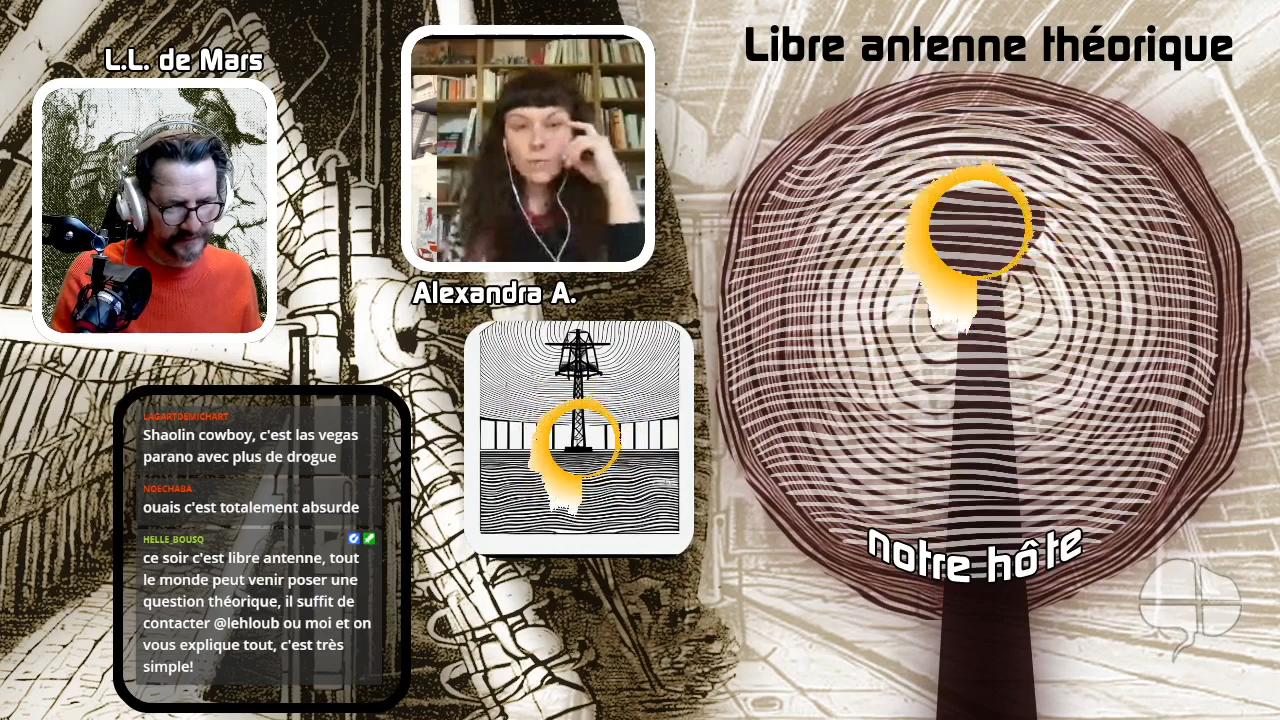 L.L. de Mars
Libre antenne théorique
Alexandra A.
LAGARTDEMICHART
Shaolin cowboy, c'est las vegas
parano avec plus de drogue
NOECHABA
ouais c'est totalement absurde
HELLE_BOUSQ
ce soir c'est libre antenne, tout
le monde peut venir poser une
question théorique, il suffit de
contacter @lehloub ou moi et on
vous explique tout, c'est très
simple!
notre hôte